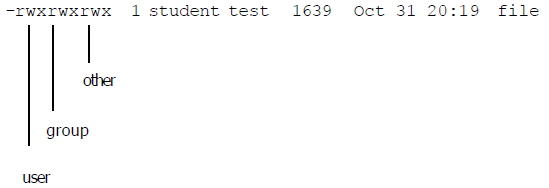 -rwxrwxrwx 1 student test 1639 Oct 31 20:19 file
other
group
user